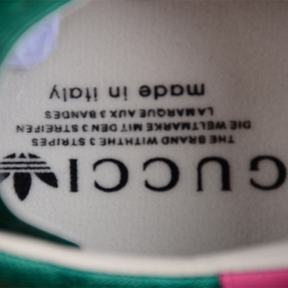 GUCCI
THE BRAND WITH THE 3 STRIPES
DIE WELTMARKE MIT DEN 3 STREIFEN
LA MARQUE AUX 3 BANDES
made in italy